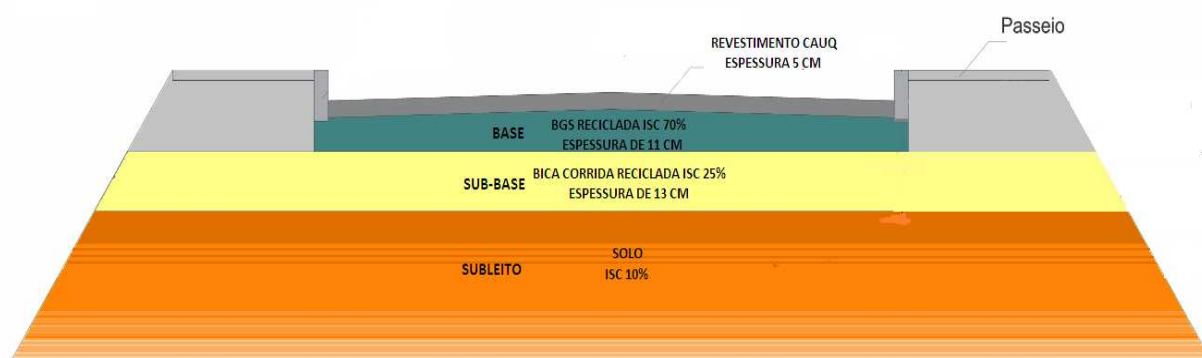 Passeio
REVESTIMENTO CAUQ
ESPESSURA 5 CM
BASE
BGS RECICLADA ISC 70%
ESPESSURA DE 11 CM
SUB-BASE
BICA CORRIDA RECICLADA ISC 25%
ESPESSURA DE 13 CM
SUBLEITO
SOLO
ISC 10%